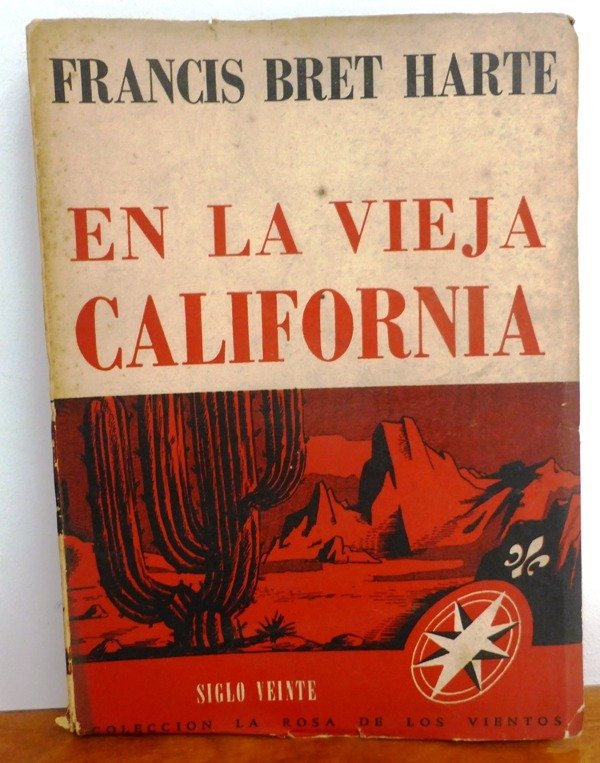 FRANCIS BRET HARTE
EN LA VIEJA
CALIFORNIA
SIGLO VEINTE
COLECCION LA ROSA DE LOS VIENTOS